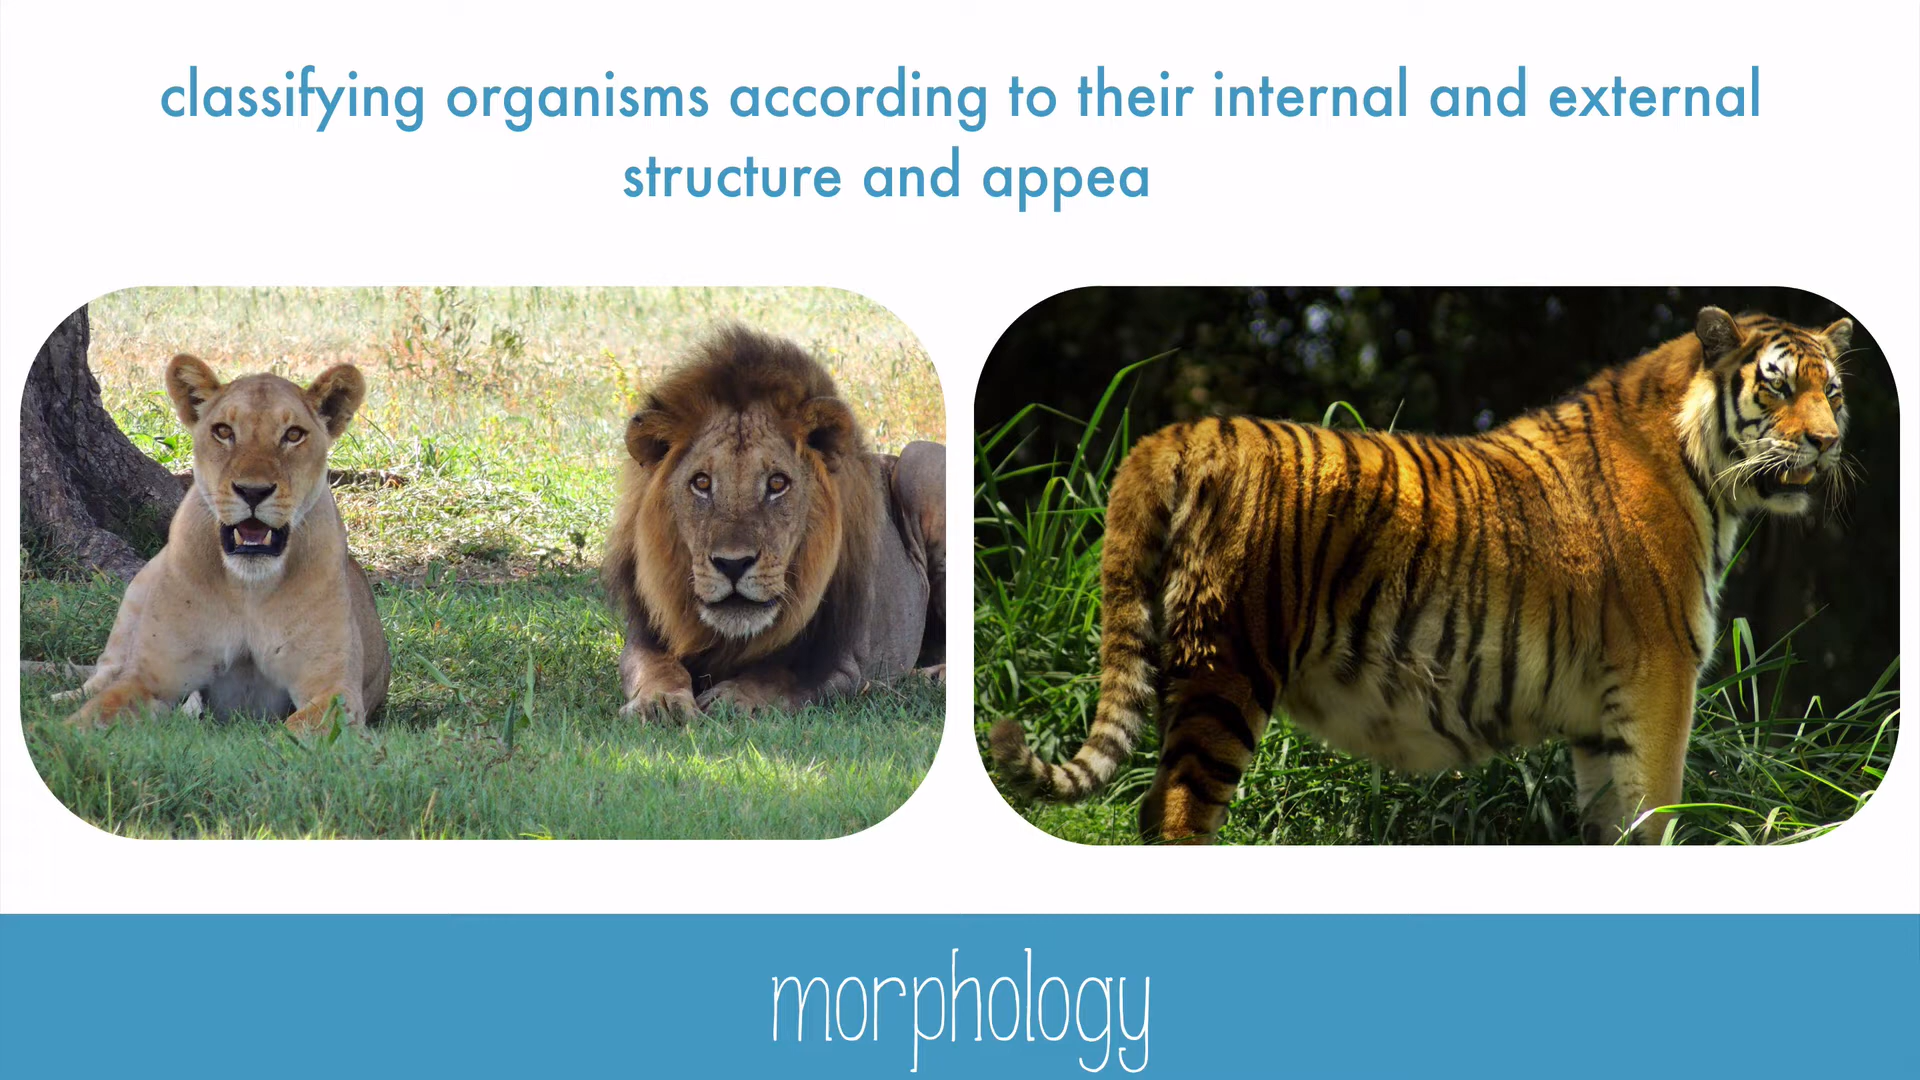 classifying organisms according to their internal and external
structure and appea
morphology